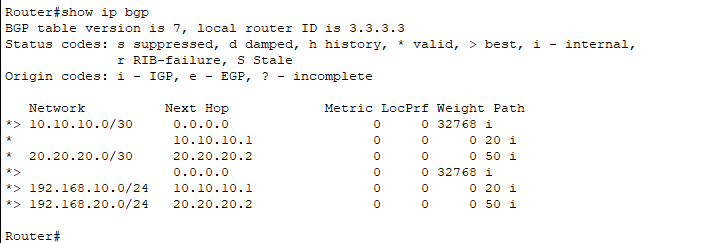 Router#show ip bgp
BGP table version is 7, local router ID is 3.3.3.3
Status codes: s suppressed, d damped, h history, * valid, > best, i - internal,
              r RIB-failure, S Stale
Origin codes: i - IGP, e - EGP, ? - incomplete

   Network          Next Hop            Metric LocPrf Weight Path
*> 10.10.10.0/30     0.0.0.0                  0     0 32768 i
*                    10.10.10.1               0     0     0 20 i
*  20.20.20.0/30     20.20.20.2               0     0     0 50 i
*>                   0.0.0.0                  0     0 32768 i
*> 192.168.10.0/24   10.10.10.1               0     0     0 20 i
*> 192.168.20.0/24   20.20.20.2               0     0     0 50 i

Router#